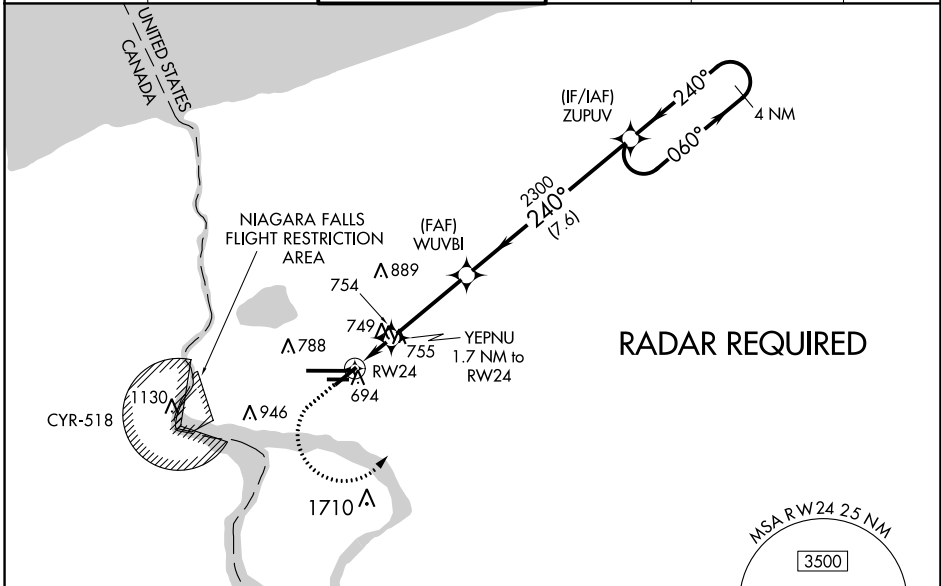 UNITED STATES
CANADA
240°
(IF/IAF)
ZUPUV
4 NM
060°
2300
240°
(7.6)
NIAGARA FALLS
FLIGHT RESTRICTION
AREA
(FAF)
WUVBI
889
754
749
755
YEPNU
1.7 NM to
RW24
RADAR REQUIRED
788
RW24
694
1130
946
CYR-518
1710
MSA RW24 25 NM
3500